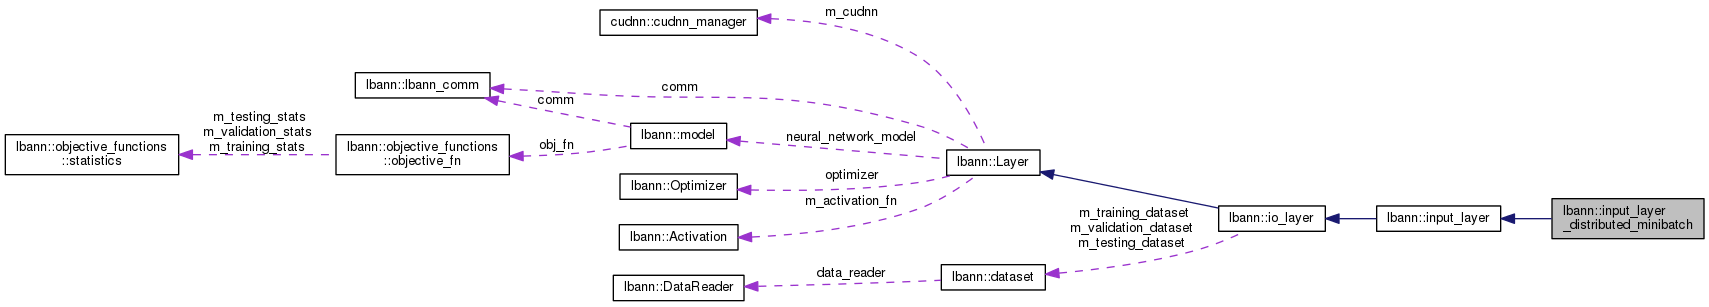 cudnn::cudnn_manager
m_cudnn
lbann::lbann_comm
comm
comm
m_testing_stats
m_validation_stats
m_training_stats
lbann::objective_functions
::statistics
lbann::objective_functions
::objective_fn
obj_fn
lbann::model
neural_network_model
lbann::Layer
lbann::Optimizer
optimizer
m_activation_fn
lbann::Activation
m_training_dataset
m_validation_dataset
m_testing_dataset
lbann::io_layer
lbann::input_layer
lbann::input_layer
_distributed_minibatch
lbann::DataReader
data_reader
lbann::dataset